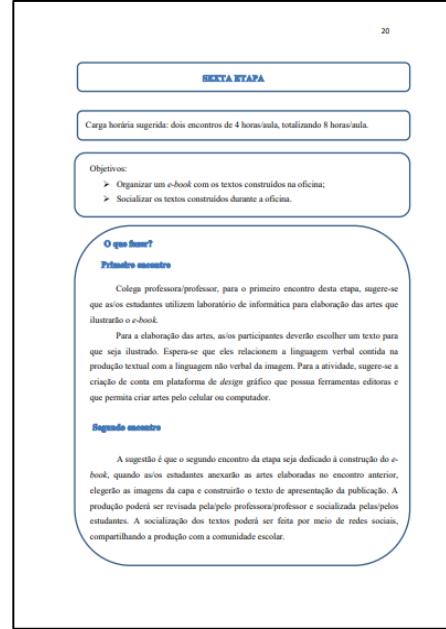 20
SEXTA ETAPA
Carga horária sugerida: dois encontros de 4 horas/aula, totalizando 8 horas/aula.
Objetivos:
➢ Organizar um e-book com os textos construídos na oficina;
➢ Socializar os textos construídos durante a oficina.
O que fazer?
Primeiro encontro
Colega professora/professor, para o primeiro encontro desta etapa, sugere-se
que as/os estudantes utilizem laboratório de informática para elaboração das artes que
ilustrarão o e-book.
Para a elaboração das artes, as/os participantes deverão escolher um texto para
que seja ilustrado. Espera-se que eles relacionem a linguagem verbal contida na
produção textual com a linguagem não verbal da imagem. Para a atividade, sugere-se a
criação de conta em plataforma de design gráfico que possua ferramentas editoras e
que permita criar artes pelo celular ou computador.
Segundo encontro
A sugestão é que o segundo encontro da etapa seja dedicado à construção do e-
book, quando as/os estudantes anexarão as artes elaboradas no encontro anterior,
elegerão as imagens da capa e construirão o texto de apresentação da publicação. A
produção poderá ser revisada pela/pelo professora/professor e socializada pelas/pelos
estudantes. A socialização dos textos poderá ser feita por meio de redes sociais,
compartilhando a produção com a comunidade escolar.